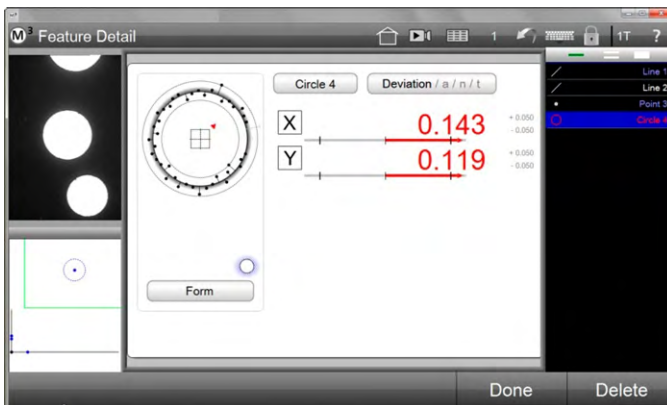 M3 Feature Detail
1
1T
?
Circle 4
Deviation / a / n / t
X
0.143
+ 0.050
- 0.050
Y
0.119
+ 0.050
- 0.050
Form
Line 1
Line 2
Point 3
Circle 4
Done
Delete